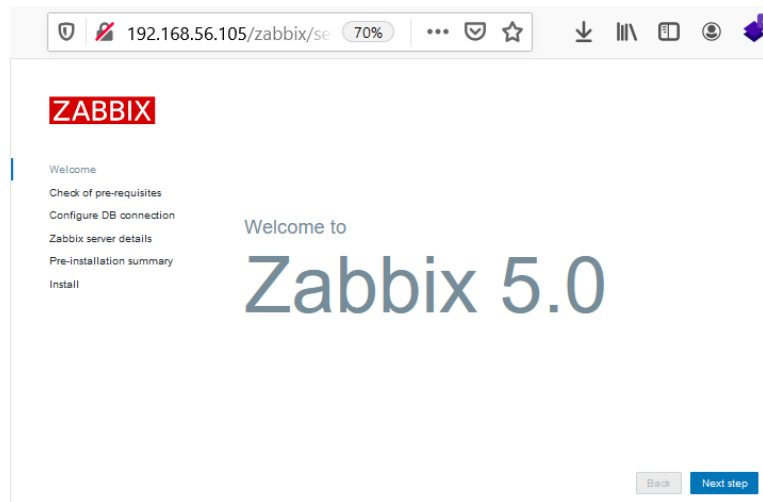 192.168.56.105/zabbix/se 70%
ZABBIX
Welcome
Check of pre-requisites
Configure DB connection
Zabbix server details
Pre-installation summary
Install
Welcome to
Zabbix 5.0
Back Next step